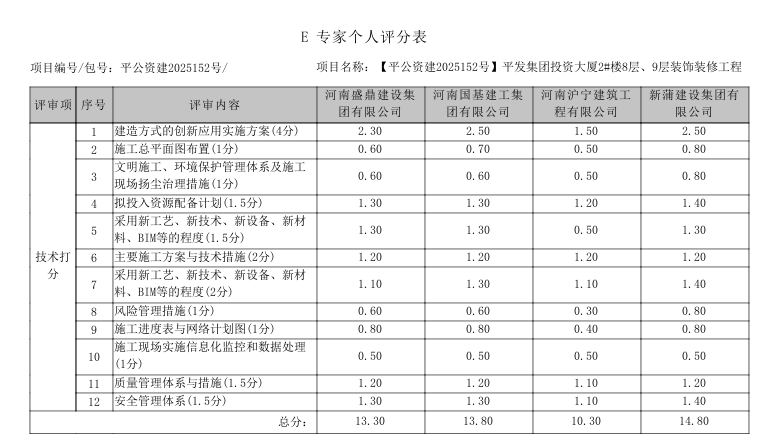 E 专家个人评分表
项目编号/包号: 平公资建2025152号/ 项目名称: 【平公资建2025152号】平发集团投资大厦2#楼8层、9层装饰装修工程
评审项 序号 评审内容 河南盛鼎建设集团有限公司 河南国基建工集团有限公司 河南沪宁建筑工程有限公司 新蒲建设集团有限公司
技术打分
1 建造方式的创新应用实施方案(4分) 2.30 2.50 1.50 2.50
2 施工总平面图布置(1分) 0.60 0.70 0.50 0.80
3 文明施工、环境保护管理体系及施工现场扬尘治理措施(1分) 0.60 0.60 0.50 0.80
4 拟投入资源配备计划(1.5分) 1.30 1.30 1.20 1.40
5 采用新工艺、新技术、新设备、新材料、BIM等的程度(1.5分) 1.30 1.30 0.50 1.30
6 主要施工方案与技术措施(2分) 1.20 1.20 1.20 1.20
7 采用新工艺、新技术、新设备、新材料、BIM等的程度(2分) 1.10 1.30 1.10 1.40
8 风险管理措施(1分) 0.60 0.60 0.30 0.80
9 施工进度表与网络计划图(1分) 0.80 0.80 0.40 0.80
10 施工现场实施信息化监控和数据处理(1分) 0.50 0.50 0.50 0.50
11 质量管理体系与措施(1.5分) 1.20 1.20 1.10 1.20
12 安全管理体系(1.5分) 1.30 1.30 1.10 1.40
总分: 13.30 13.80 10.30 14.80